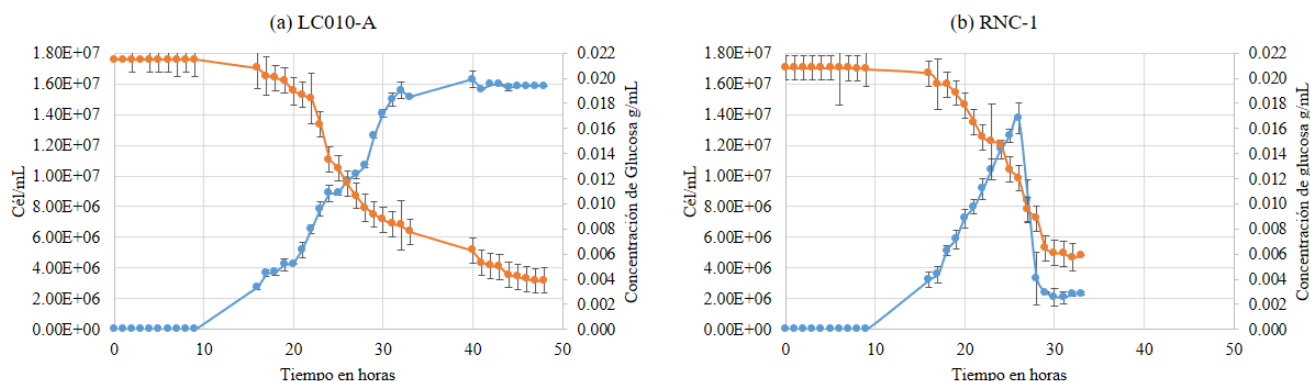 (a) LC010-A
1.80E+07
1.60E+07
1.40E+07
1.20E+07
1.00E+07
8.00E+06
6.00E+06
4.00E+06
2.00E+06
0.00E+00
Cél/mL
0.022
0.020
0.018
0.016
0.014
0.012
0.010
0.008
0.006
0.004
0.002
0.000
Concentración de Glucosa g/mL
0 10 20 30 40 50
Tiempo en horas
(b) RNC-1
1.80E+07
1.60E+07
1.40E+07
1.20E+07
1.00E+07
8.00E+06
6.00E+06
4.00E+06
2.00E+06
0.00E+00
Cél/mL
0.022
0.020
0.018
0.016
0.014
0.012
0.010
0.008
0.006
0.004
0.002
0.000
Concentración de glucosa g/mL
0 10 20 30 40 50
Tiempo en horas